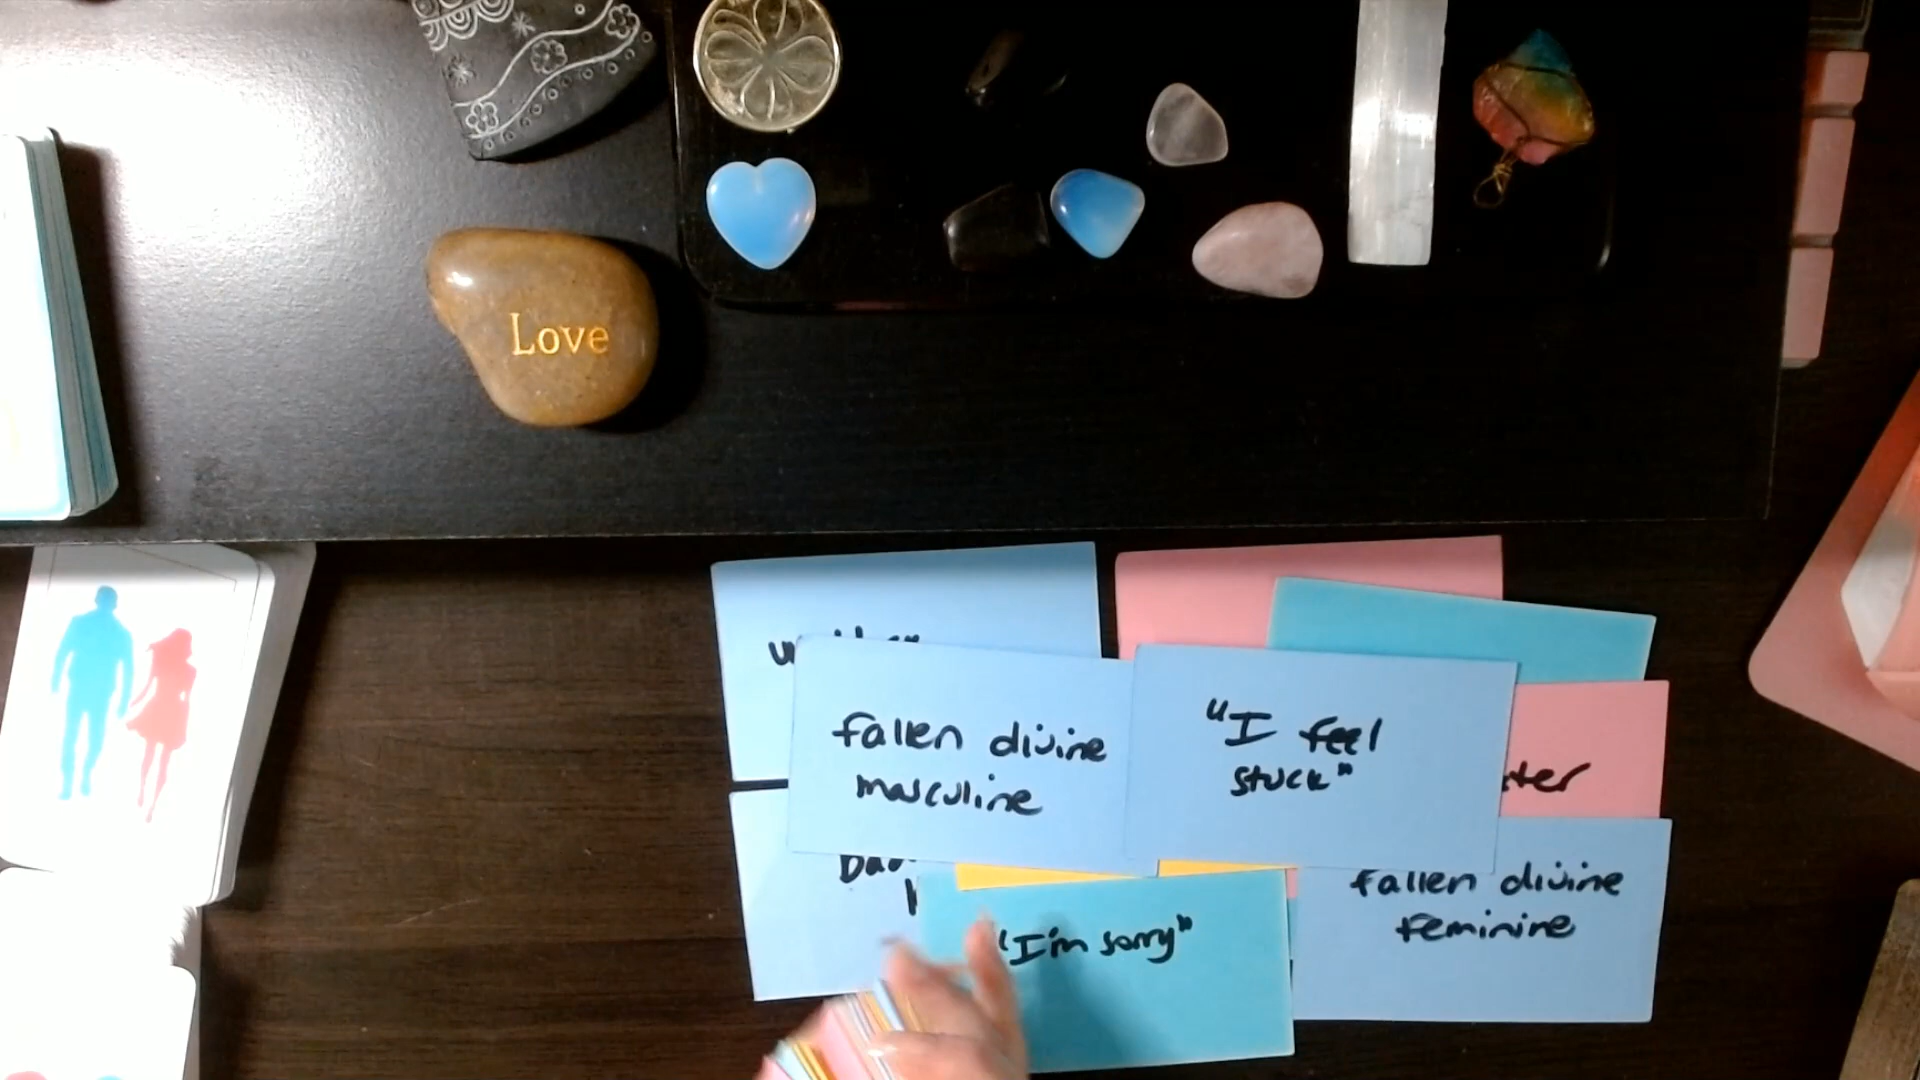 Love
fallen divine
masculine
"I feel
stuck"
fallen divine
feminine
"I'm sorry"